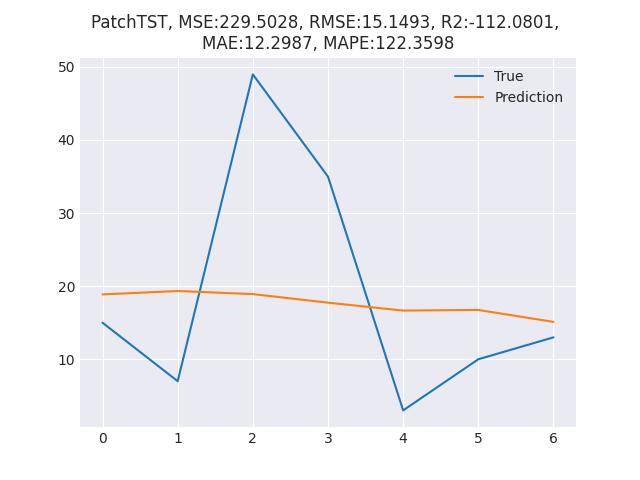 PatchTST, MSE:229.5028, RMSE:15.1493, R2:-112.0801,
MAE:12.2987, MAPE:122.3598
True
Prediction
50
40
30
20
10
0 1 2 3 4 5 6